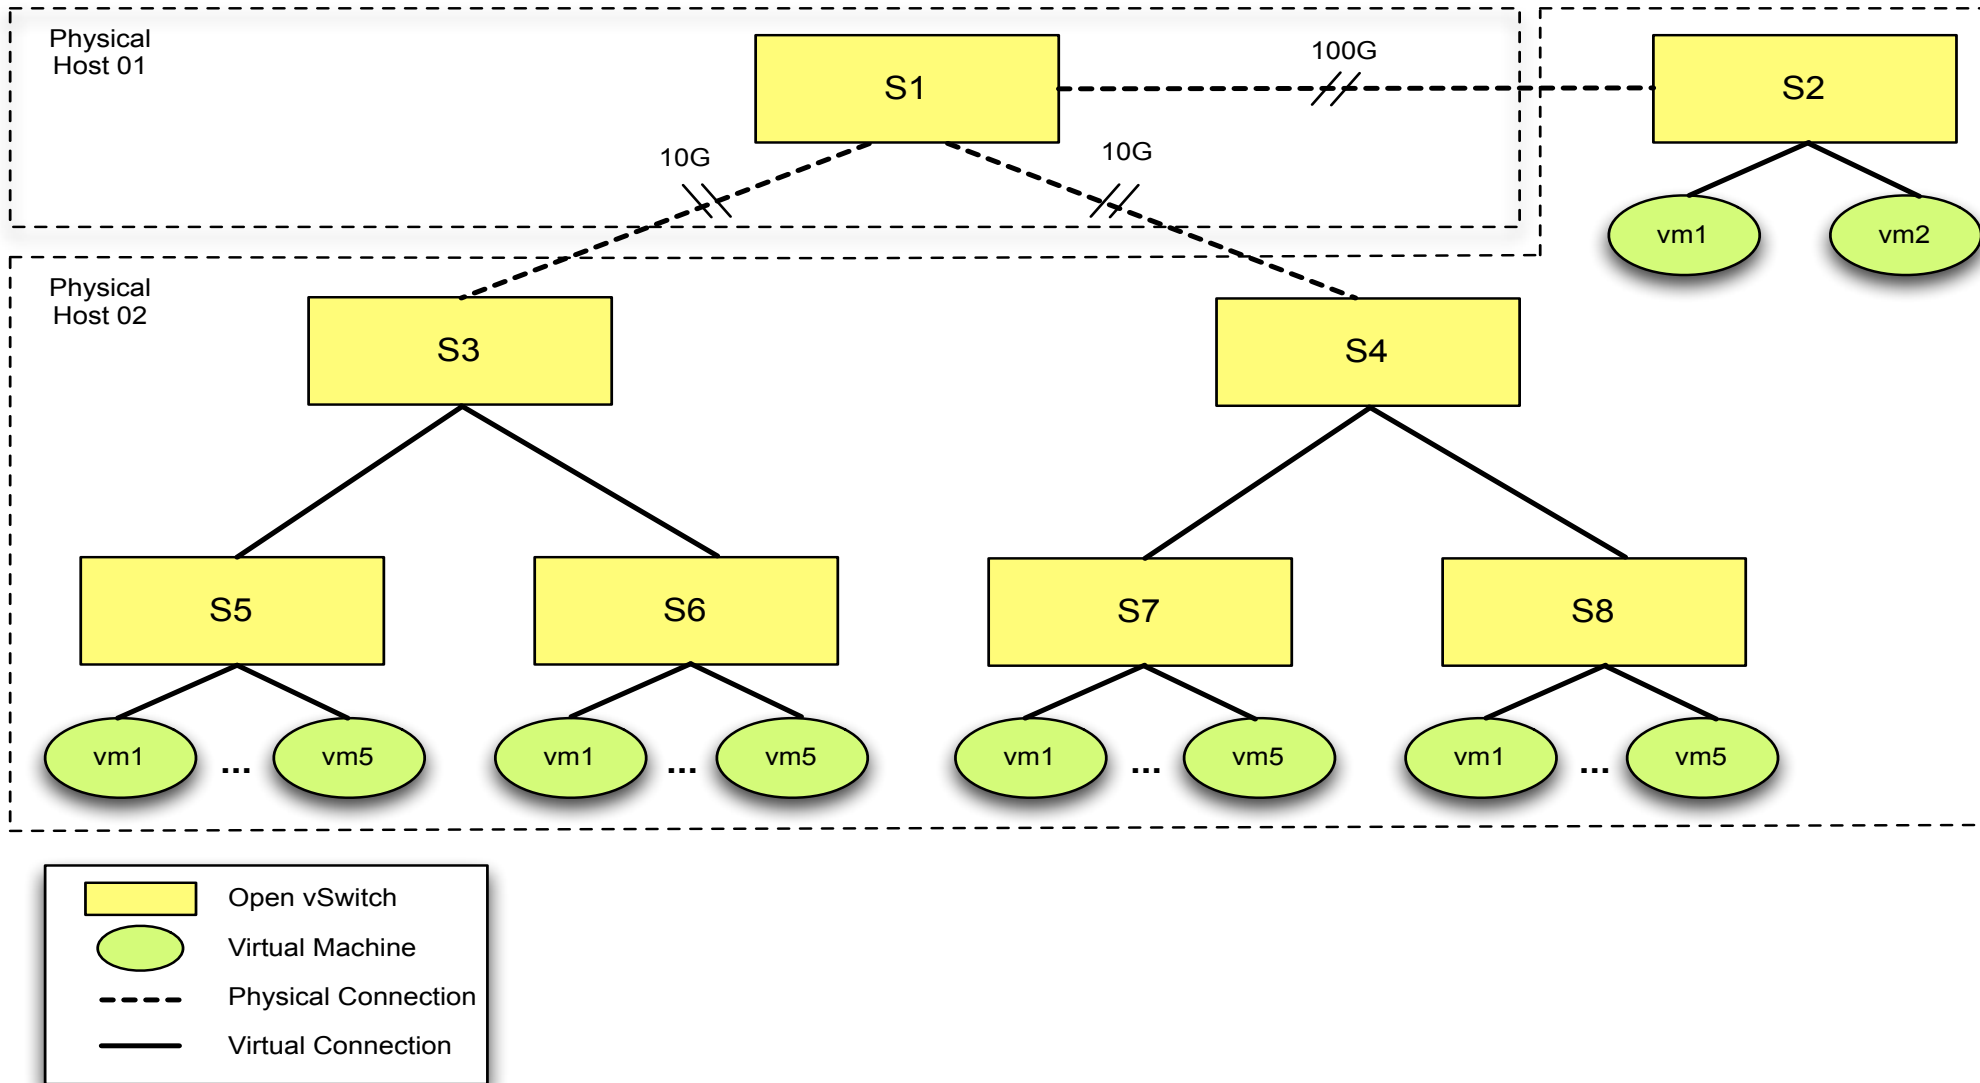 Physical
Host 01
S1
100G
S2
10G
10G
vm1
vm2
Physical
Host 02
S3
S4
S5
S6
S7
S8
vm1 ... vm5
vm1 ... vm5
vm1 ... vm5
vm1 ... vm5
Open vSwitch
Virtual Machine
Physical Connection
Virtual Connection